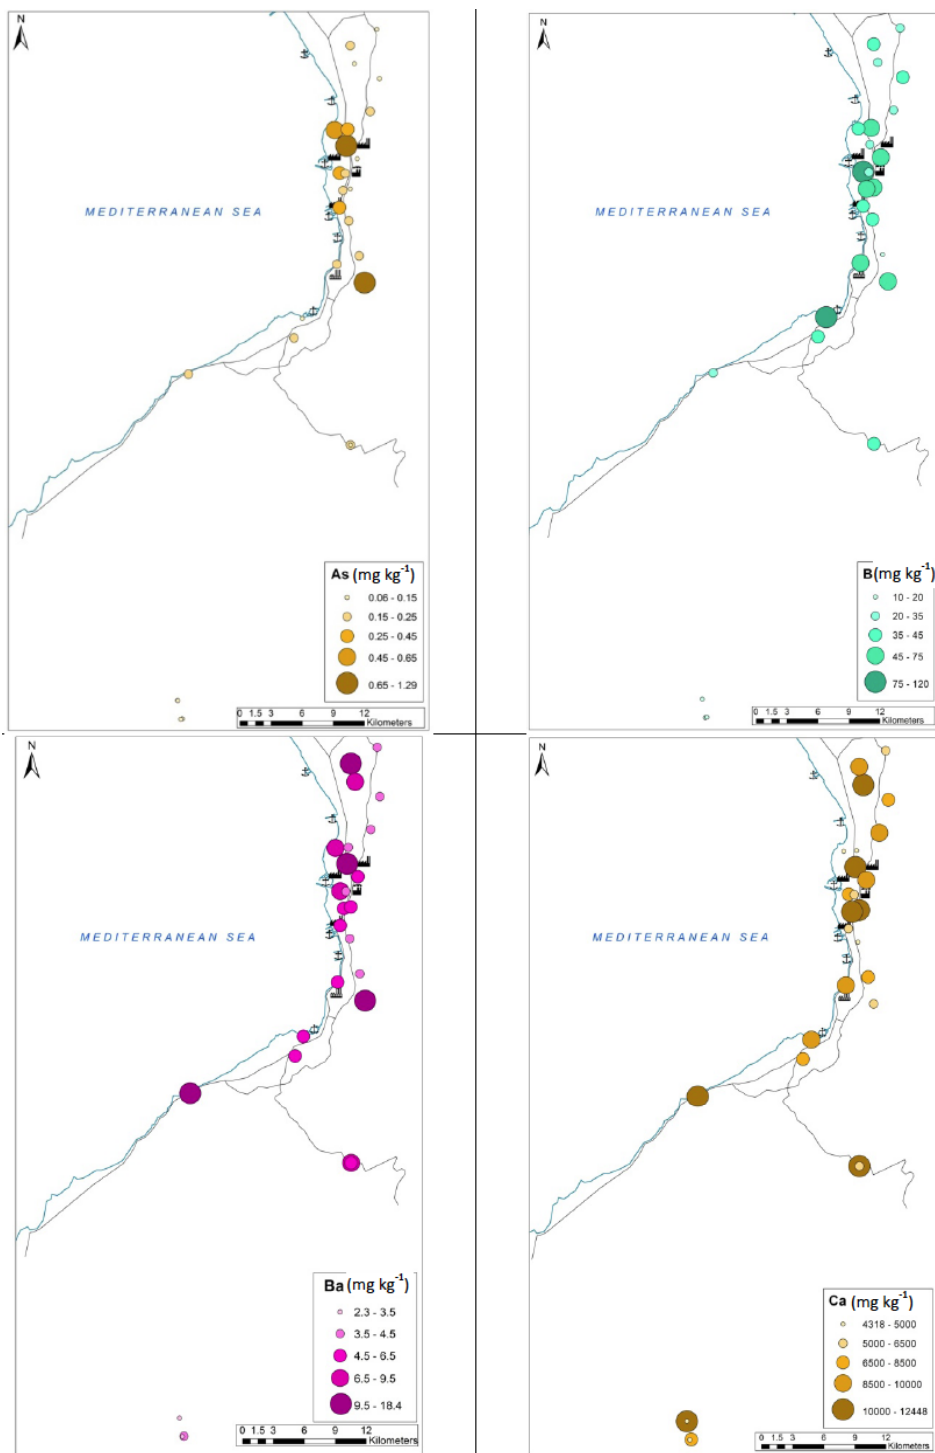 N
MEDITERRANEAN SEA
As (mg kg⁻¹)
0.06 - 0.15
0.15 - 0.25
0.25 - 0.45
0.45 - 0.65
0.65 - 1.29
0 1.5 3 6 9 12
Kilometers
N
MEDITERRANEAN SEA
B (mg kg⁻¹)
10 - 20
20 - 35
35 - 45
45 - 75
75 - 120
0 1.5 3 6 9 12
Kilometers
N
MEDITERRANEAN SEA
Ba (mg kg⁻¹)
2.3 - 3.5
3.5 - 4.5
4.5 - 6.5
6.5 - 9.5
9.5 - 18.4
0 1.5 3 6 9 12
Kilometers
N
MEDITERRANEAN SEA
Ca (mg kg⁻¹)
4318 - 5000
5000 - 6500
6500 - 8500
8500 - 10000
10000 - 12448
0 1.5 3 6 9 12
Kilometers